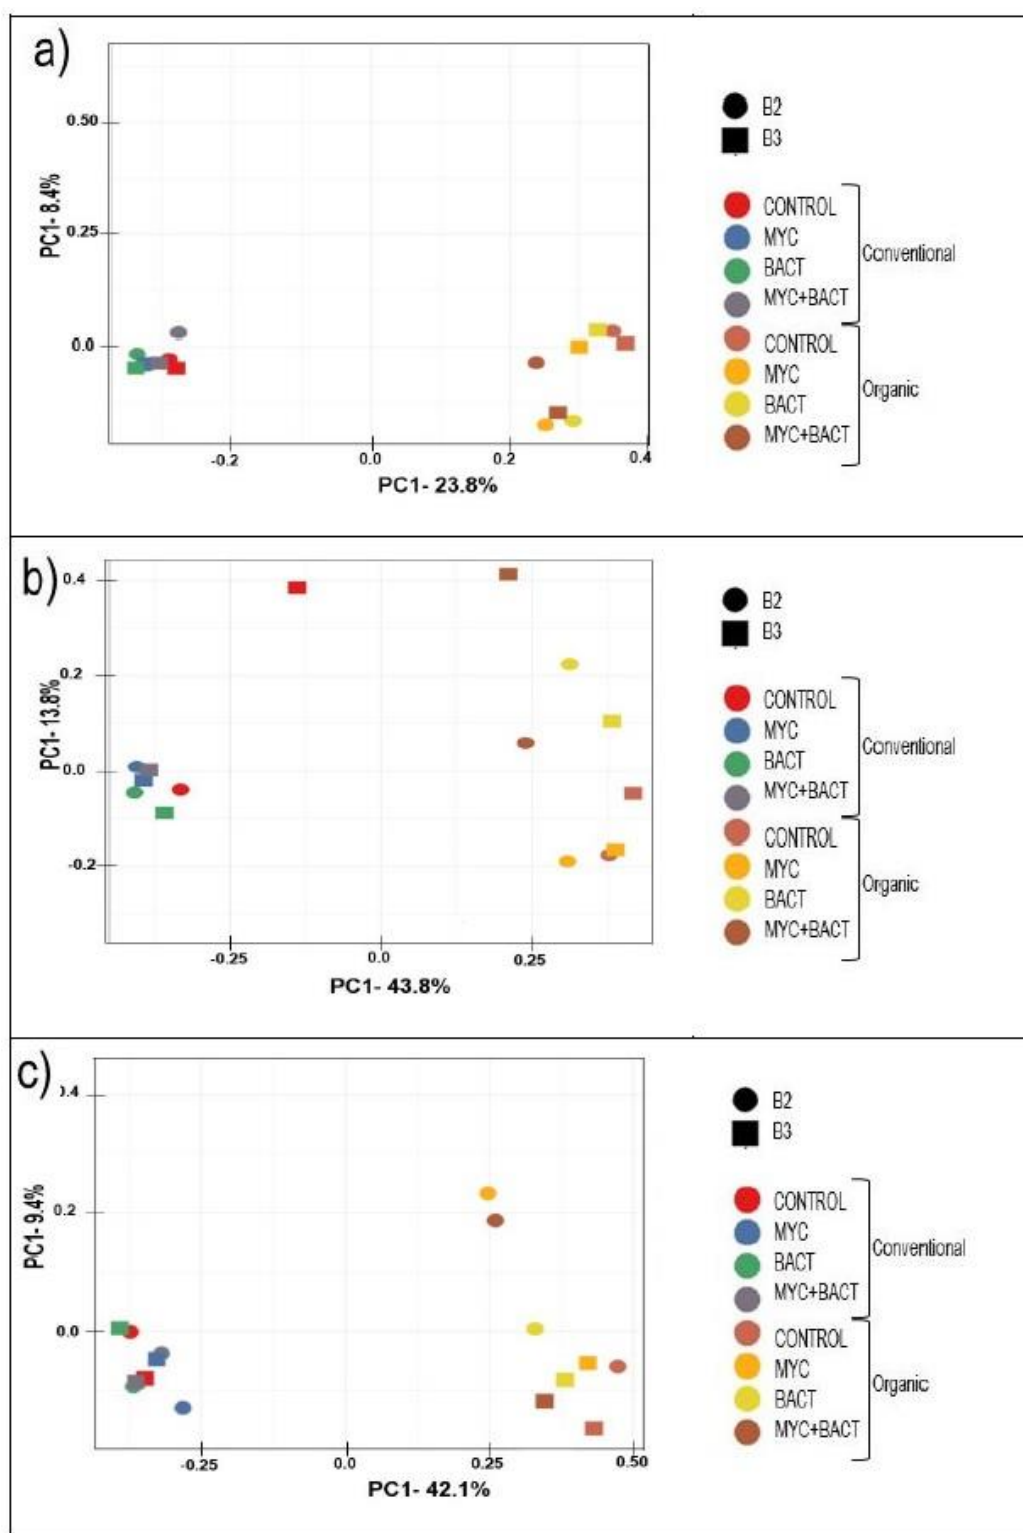 a)
0.50
0.25
0.0
PC1- 8.4%
-0.2
0.0
0.2
0.4
PC1- 23.8%
B2
B3
CONTROL
MYC
BACT
MYC+BACT
Conventional
CONTROL
MYC
BACT
MYC+BACT
Organic
b)
0.4
0.2
0.0
-0.2
PC1- 13.8%
-0.25
0.0
0.25
PC1- 43.8%
B2
B3
CONTROL
MYC
BACT
MYC+BACT
Conventional
CONTROL
MYC
BACT
MYC+BACT
Organic
c)
.4
0.2
0.0
PC1- 9.4%
-0.25
0.0
0.25
0.50
PC1- 42.1%
B2
B3
CONTROL
MYC
BACT
MYC+BACT
Conventional
CONTROL
MYC
BACT
MYC+BACT
Organic